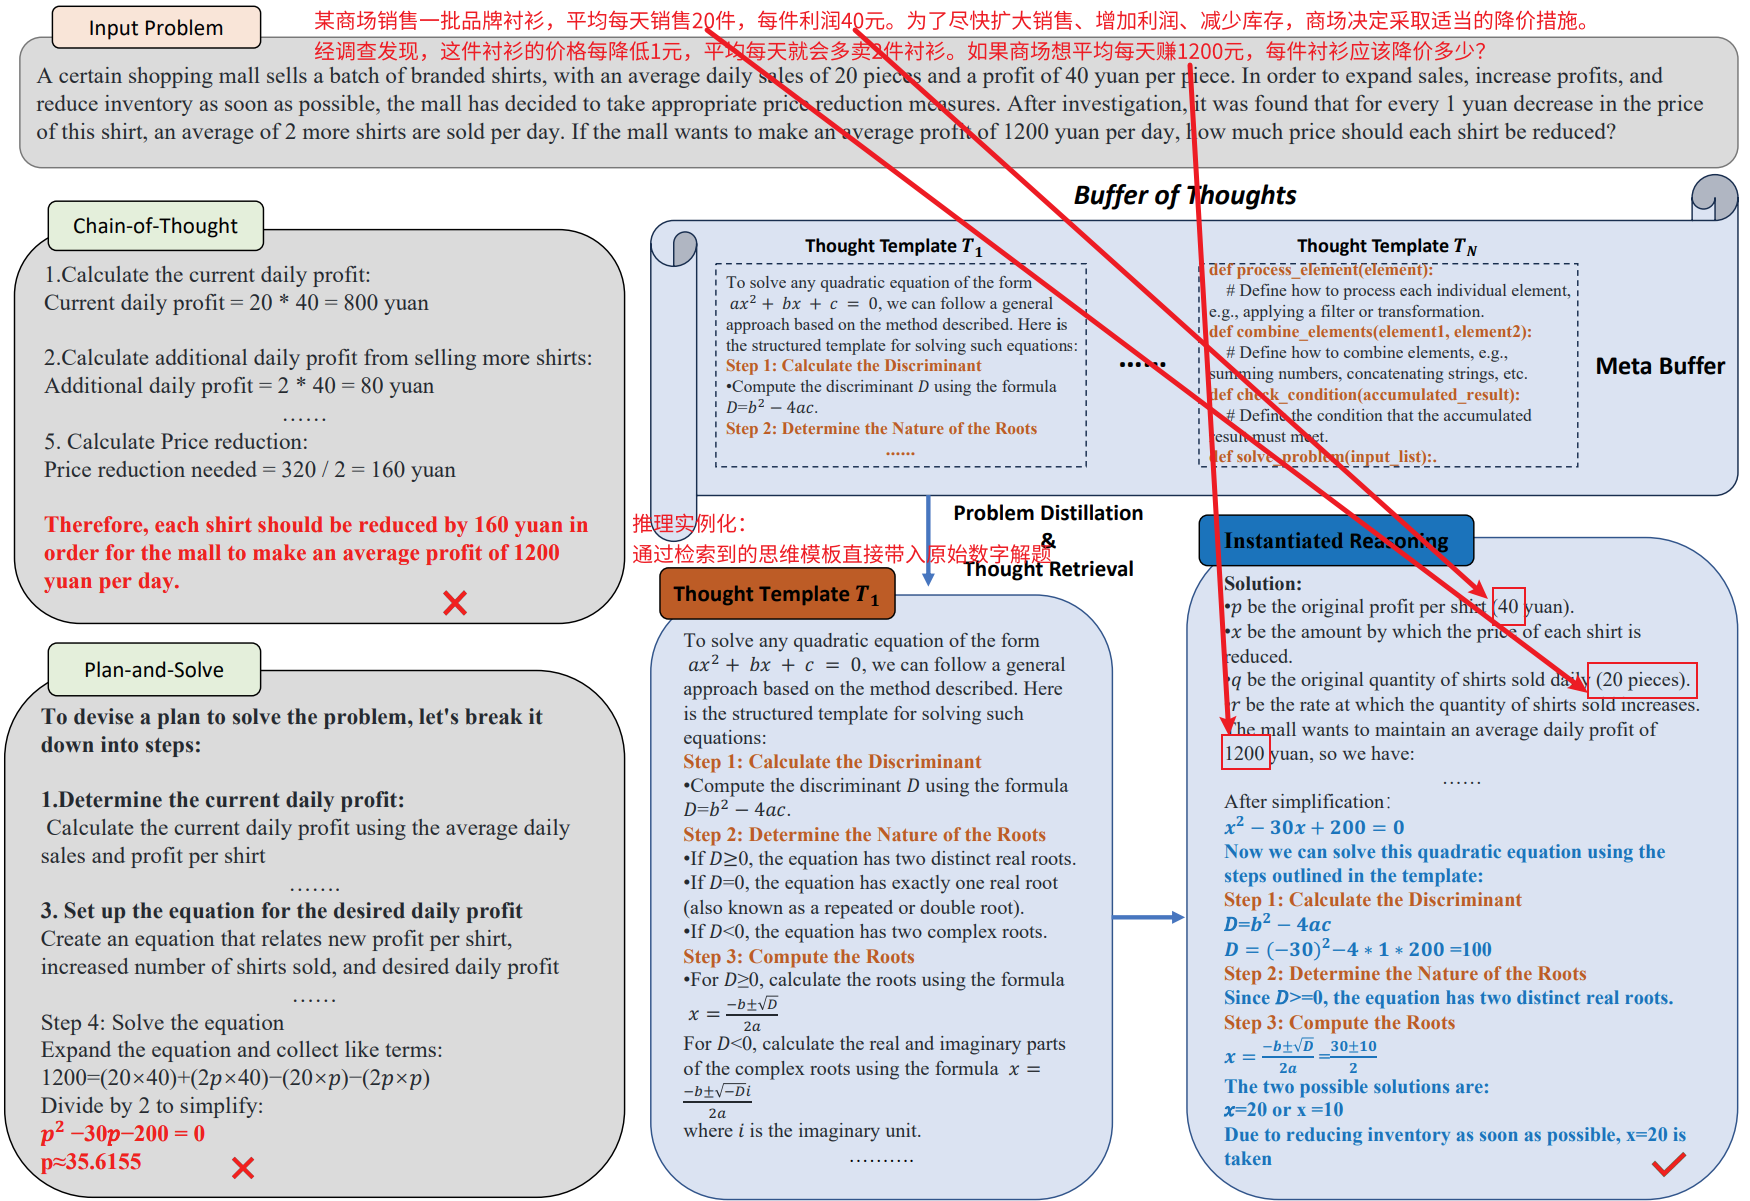 Input Problem
某商场销售一批品牌衬衫，平均每天销售20件，每件利润40元。为了尽快扩大销售、增加利润、减少库存，商场决定采取适当的降价措施。
经调查发现，这件衬衫的价格每降低1元，平均每天就会多卖2件衬衫。如果商场想平均每天赚1200元，每件衬衫应该降价多少？
A certain shopping mall sells a batch of branded shirts, with an average daily sales of 20 pieces and a profit of 40 yuan per piece. In order to expand sales, increase profits, and
reduce inventory as soon as possible, the mall has decided to take appropriate price reduction measures. After investigation, it was found that for every 1 yuan decrease in the price
of this shirt, an average of 2 more shirts are sold per day. If the mall wants to make an average profit of 1200 yuan per day, how much price should each shirt be reduced?
Chain-of-Thought
1.Calculate the current daily profit:
Current daily profit = 20 * 40 = 800 yuan
2.Calculate additional daily profit from selling more shirts:
Additional daily profit = 2 * 40 = 80 yuan
……
5. Calculate Price reduction:
Price reduction needed = 320 / 2 = 160 yuan
Therefore, each shirt should be reduced by 160 yuan in
order for the mall to make an average profit of 1200
yuan per day.
Plan-and-Solve
To devise a plan to solve the problem, let's break it
down into steps:
1.Determine the current daily profit:
Calculate the current daily profit using the average daily
sales and profit per shirt
…….
3. Set up the equation for the desired daily profit
Create an equation that relates new profit per shirt,
increased number of shirts sold, and desired daily profit
……
Step 4: Solve the equation
Expand the equation and collect like terms:
1200=(20×40)+(2p×40)−(20×p)−(2p×p)
Divide by 2 to simplify:
p² −30p−200 = 0
p≈35.6155
Buffer of Thoughts
Thought Template T₁
To solve any quadratic equation of the form
ax² + bx + c = 0, we can follow a general
approach based on the method described. Here is
the structured template for solving such equations:
Step 1: Calculate the Discriminant
•Compute the discriminant D using the formula
D=b² − 4ac.
Step 2: Determine the Nature of the Roots
……
……
Thought Template T_N
def process_element(element):
# Define how to process each individual element,
e.g., applying a filter or transformation.
def combine_elements(element1, element2):
# Define how to combine elements, e.g.,
summing numbers, concatenating strings, etc.
def check_condition(accumulated_result):
# Define the condition that the accumulated
result must meet.
def solve_problem(input_list):.
Meta Buffer
推理实例化：
通过检索到的思维模板直接带入原始数字解题
Problem Distillation
&
Thought Retrieval
Thought Template T₁
To solve any quadratic equation of the form
ax² + bx + c = 0, we can follow a general
approach based on the method described. Here
is the structured template for solving such
equations:
Step 1: Calculate the Discriminant
•Compute the discriminant D using the formula
D=b² − 4ac.
Step 2: Determine the Nature of the Roots
•If D≥0, the equation has two distinct real roots.
•If D=0, the equation has exactly one real root
(also known as a repeated or double root).
•If D<0, the equation has two complex roots.
Step 3: Compute the Roots
•For D≥0, calculate the roots using the formula
x = (−b±√D)/2a
For D<0, calculate the real and imaginary parts
of the complex roots using the formula x =
(−b±√−Di)/2a
where i is the imaginary unit.
……….
Instantiated Reasoning
Solution:
•p be the original profit per shirt (40 yuan).
•x be the amount by which the price of each shirt is
reduced.
•q be the original quantity of shirts sold daily (20 pieces).
•r be the rate at which the quantity of shirts sold increases.
The mall wants to maintain an average daily profit of
1200 yuan, so we have:
……
After simplification:
x² − 30x + 200 = 0
Now we can solve this quadratic equation using the
steps outlined in the template:
Step 1: Calculate the Discriminant
D=b² − 4ac
D = (−30)²−4 ∗ 1 ∗ 200 =100
Step 2: Determine the Nature of the Roots
Since D>=0, the equation has two distinct real roots.
Step 3: Compute the Roots
x = (−b±√D)/2a =(30±10)/2
The two possible solutions are:
x=20 or x =10
Due to reducing inventory as soon as possible, x=20 is
taken